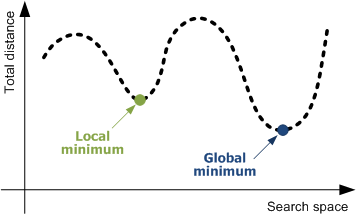 Total distance
Local
minimum
Global
minimum
Search space